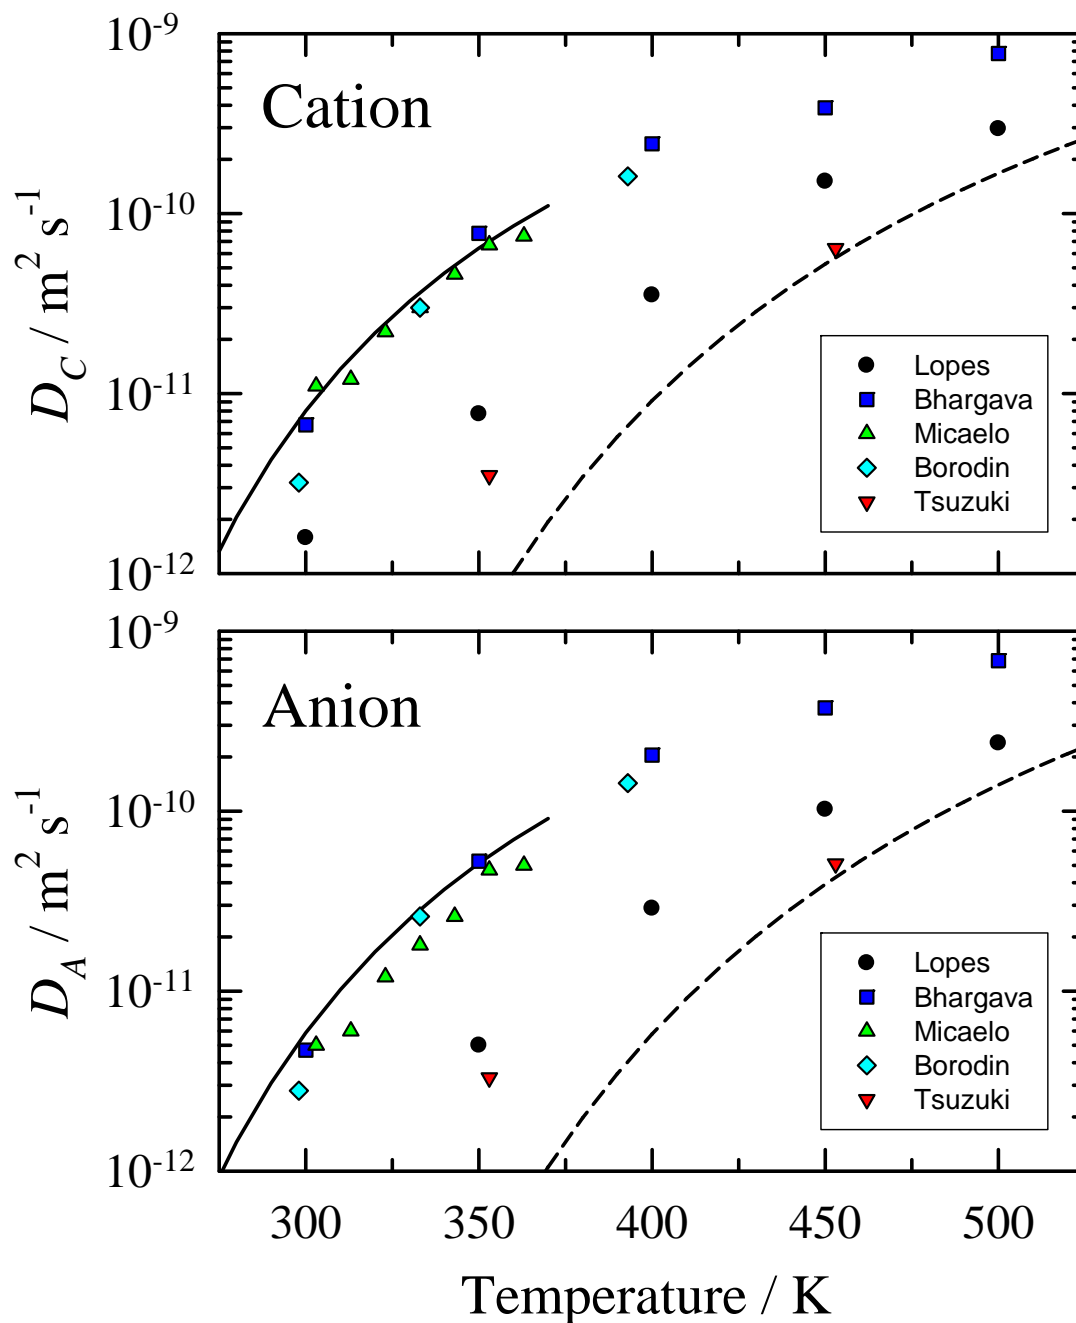 10⁻⁹
Cation
10⁻¹⁰
D_C / m² s⁻¹
10⁻¹¹
10⁻¹²
Lopes
Bhargava
Micaelo
Borodin
Tsuzuki
10⁻⁹
Anion
10⁻¹⁰
D_A / m² s⁻¹
10⁻¹¹
10⁻¹²
Lopes
Bhargava
Micaelo
Borodin
Tsuzuki
300 350 400 450 500
Temperature / K